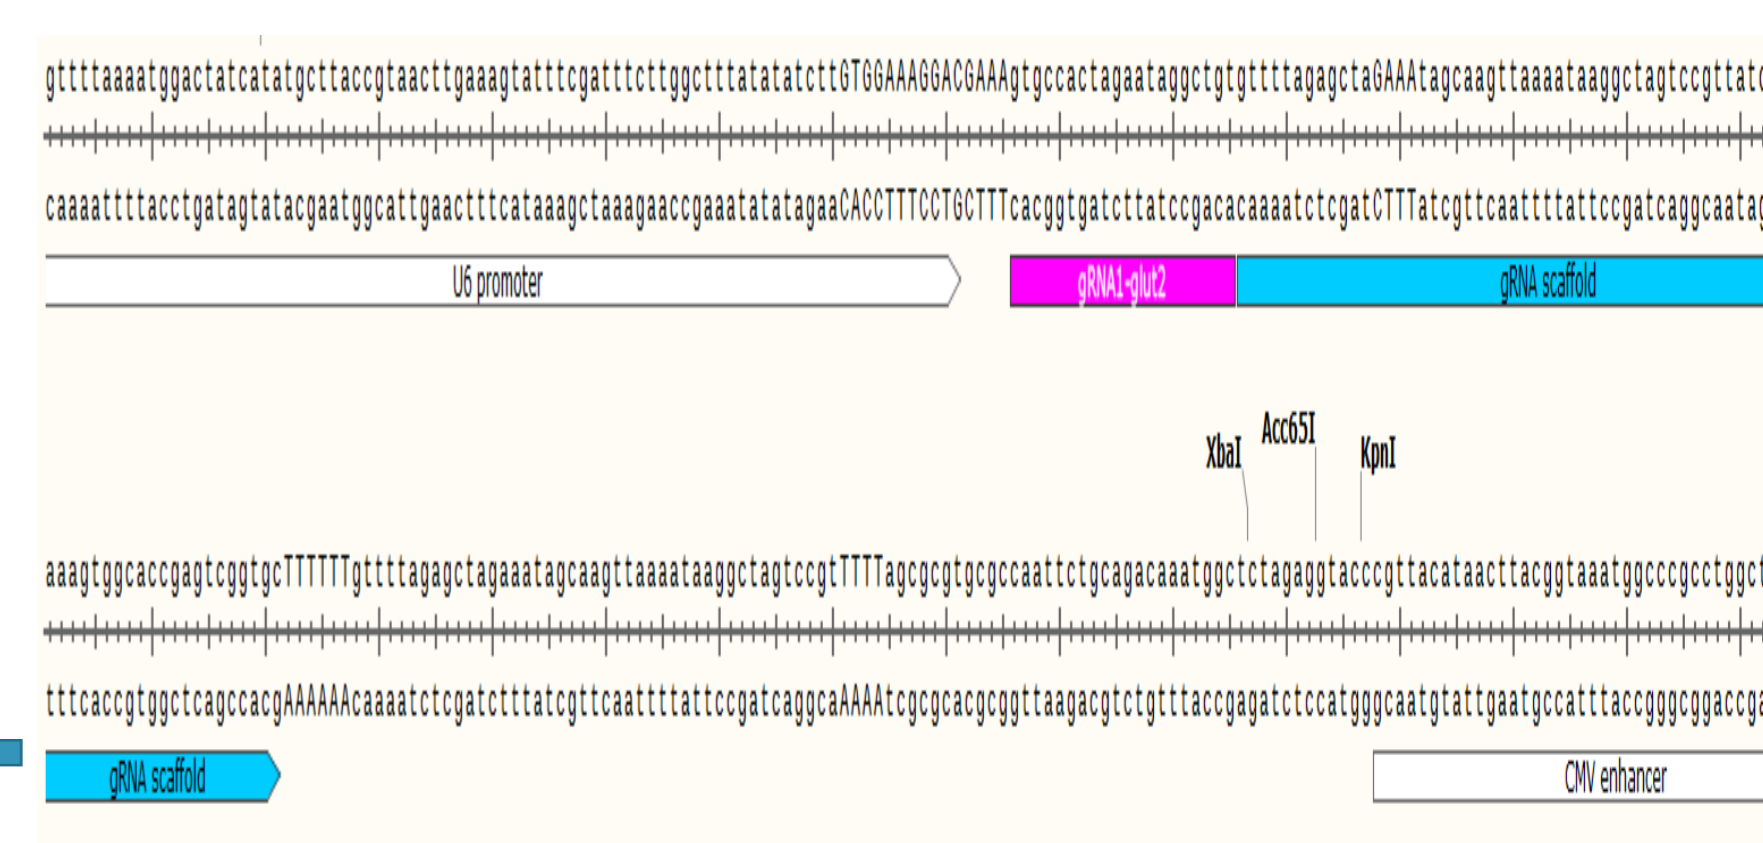 gttttaaaatggactatcatatgcttaccgtaacttgaaagtatttcgatttcttggctttatatatcttGTGGAAAGGACGAAAgtgccactagaataggctgtgttttagagctaGAAAtagcaagttaaaataaggctagtccgttatc
caaaattttacctgatagtatacgaatggcattgaactttcataaagctaaagaaccgaaatatatagaaCACCTTTCCTGCTTTcacggtgatcttatccgacacaaaatctcgatCTTTatcgttcaattttattccgatcaggcaatag
U6 promoter gRNA1-glut2 gRNA scaffold
Acc65I
XbaI KpnI
aaagtggcaccgagtcggtgcTTTTTTgttttagagctagaaatagcaagttaaaataaggctagtccgtTTTTagcgcgtgcgccaattctgcagacaaatggctctagaggtacccgttacataacttacggtaaatggcccgcctggct
tttcaccgtggctcagccacgAAAAAAcaaaatctcgatctttatcgttcaattttattccgatcaggcaAAAAtcgcgcacgcggttaagacgtctgtttaccgagatctccatgggcaatgtattgaatgccatttaccgggcggaccga
gRNA scaffold CMV enhancer